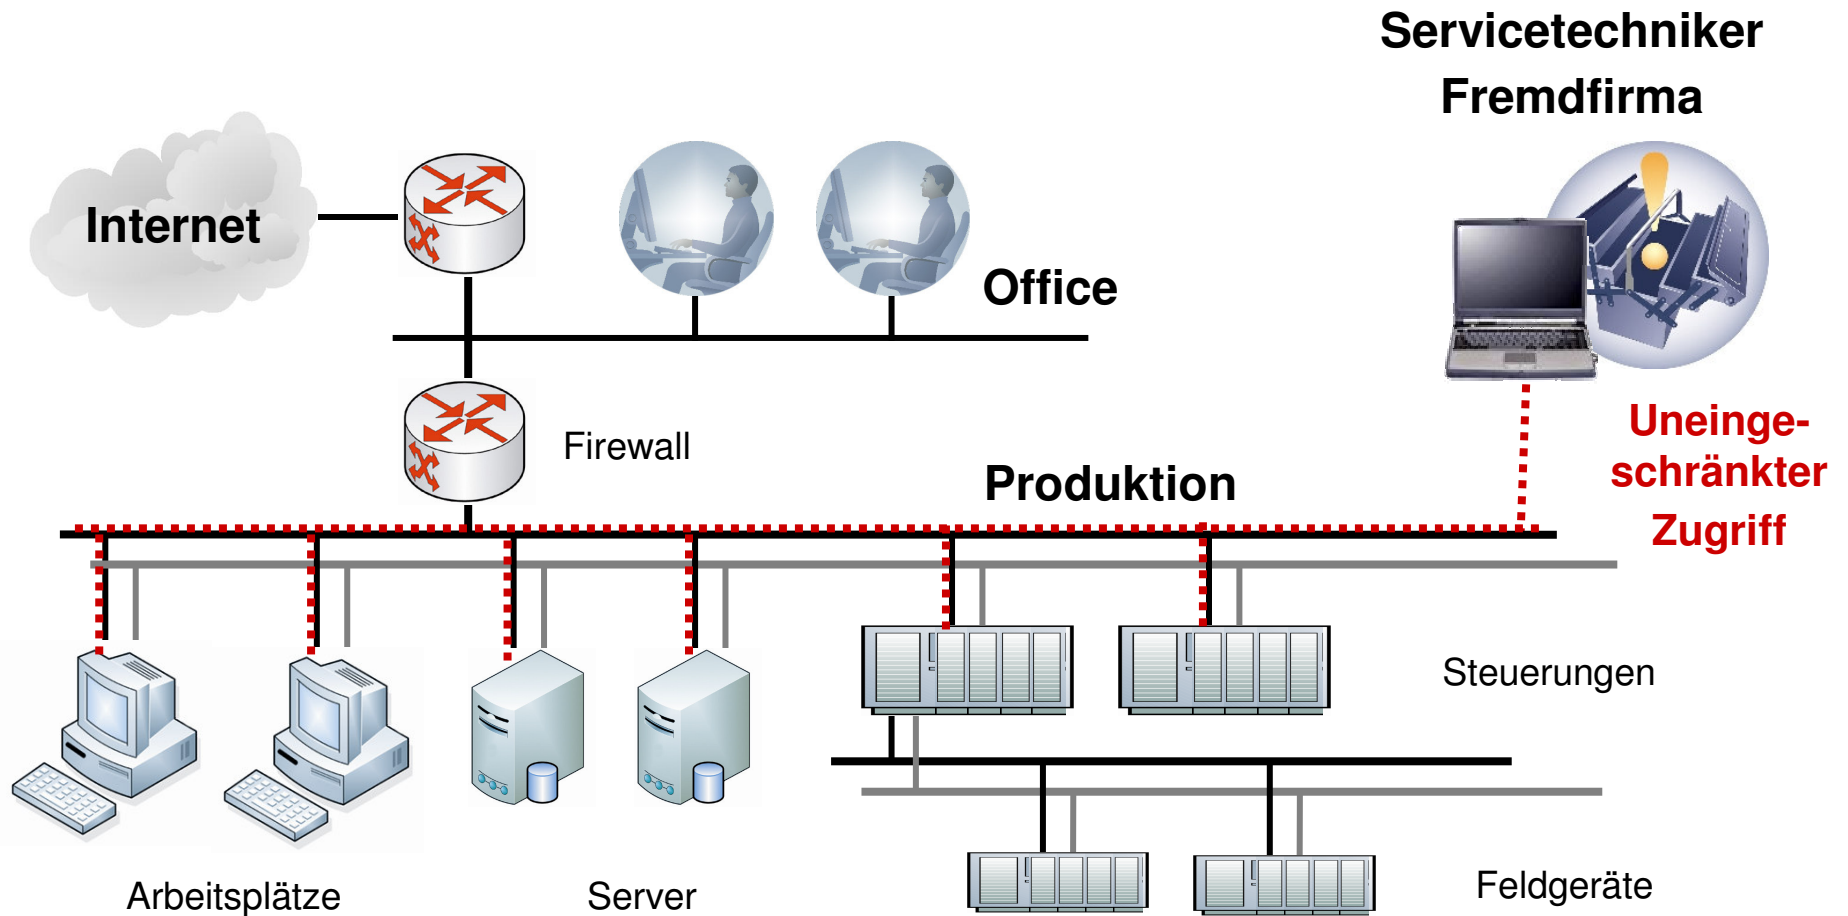 Servicetechniker
Fremdfirma
Internet
Office
Firewall
Uneinge-
schränkter
Zugriff
Produktion
Steuerungen
Arbeitsplätze
Server
Feldgeräte